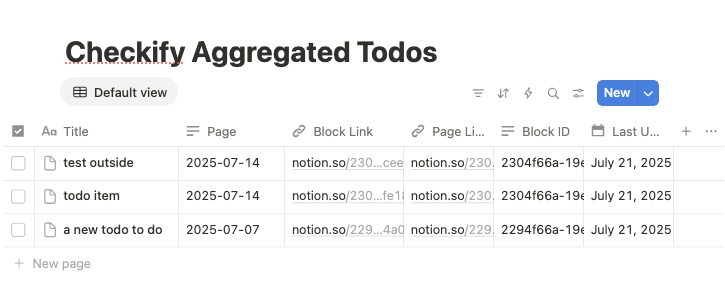 Checkify Aggregated Todos
Default view
New
Aa Title Page Block Link Page Li... Block ID Last U...
test outside 2025-07-14 notion.so/230...cee notion.so/230. 2304f66a-19e July 21, 2025
todo item 2025-07-14 notion.so/230...fe18 notion.so/230. 2304f66a-19e July 21, 2025
a new todo to do 2025-07-07 notion.so/229...4a0 notion.so/229. 2294f66a-19e July 21, 2025
+ New page